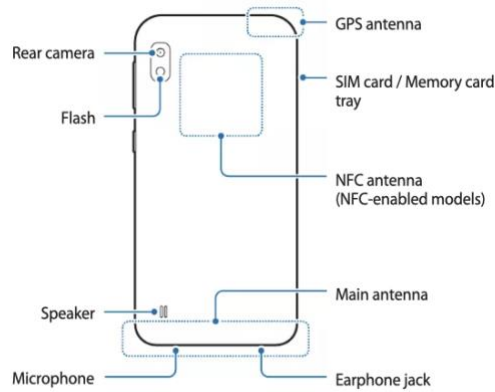 GPS antenna
Rear camera
SIM card / Memory card
tray
Flash
NFC antenna
(NFC-enabled models)
Main antenna
Speaker
Microphone
Earphone jack